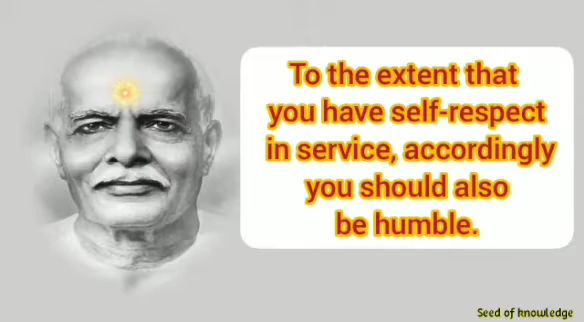 To the extent that
you have self-respect
in service, accordingly
you should also
be humble.
Seed of knowledge